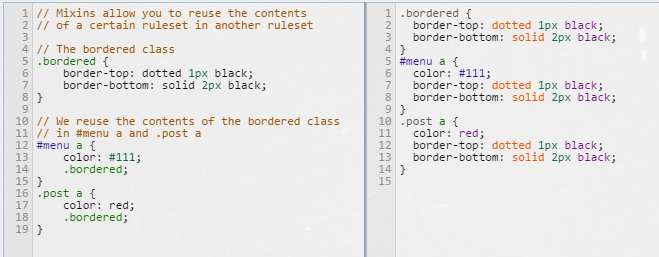 1 // Mixins allow you to reuse the contents
2 // of a certain ruleset in another ruleset
3
4 // The bordered class
5 .bordered {
6     border-top: dotted 1px black;
7     border-bottom: solid 2px black;
8 }
9
10 // We reuse the contents of the bordered class
11 // in #menu a and .post a
12 #menu a {
13     color: #111;
14     .bordered;
15 }
16 .post a {
17     color: red;
18     .bordered;
19 }
1 .bordered {
2   border-top: dotted 1px black;
3   border-bottom: solid 2px black;
4 }
5 #menu a {
6   color: #111;
7   border-top: dotted 1px black;
8   border-bottom: solid 2px black;
9 }
10 .post a {
11   color: red;
12   border-top: dotted 1px black;
13   border-bottom: solid 2px black;
14 }
15